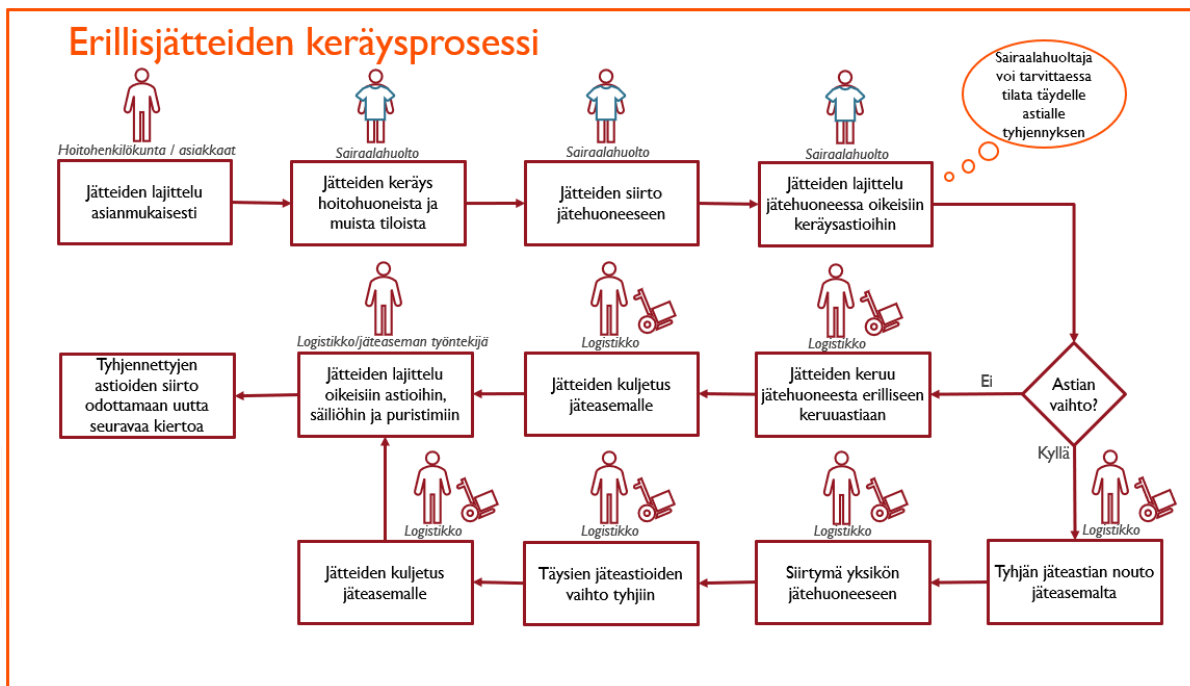 Erillisjätteiden keräysprosessi
Sairaalahuoltaja
voi tarvittaessa
tilata täydelle
astialle
tyhjennyksen
Hoitohenkilökunta / asiakkaat
Jätteiden lajittelu
asianmukaisesti
Sairaalahuolto
Jätteiden keräys
hoitohuoneista ja
muista tiloista
Sairaalahuolto
Jätteiden siirto
jätehuoneeseen
Sairaalahuolto
Jätteiden lajittelu
jätehuoneessa oikeisiin
keräysastioihin
Astian
vaihto?
Ei
Kyllä
Logistikko
Jätteiden keruu
jätehuoneesta erilliseen
keruuastiaan
Logistikko
Jätteiden kuljetus
jäteasemalle
Logistikko/jäteaseman työntekijä
Jätteiden lajittelu
oikeisiin astioihin,
säiliöhin ja puristimiin
Tyhjennettyjen
astioiden siirto
odottamaan uutta
seuravaa kiertoa
Logistikko
Tyhjän jäteastian nouto
jäteasemalta
Logistikko
Siirtymä yksikön
jätehuoneeseen
Logistikko
Täysien jäteastioiden
vaihto tyhjiin
Logistikko
Jätteiden kuljetus
jäteasemalle